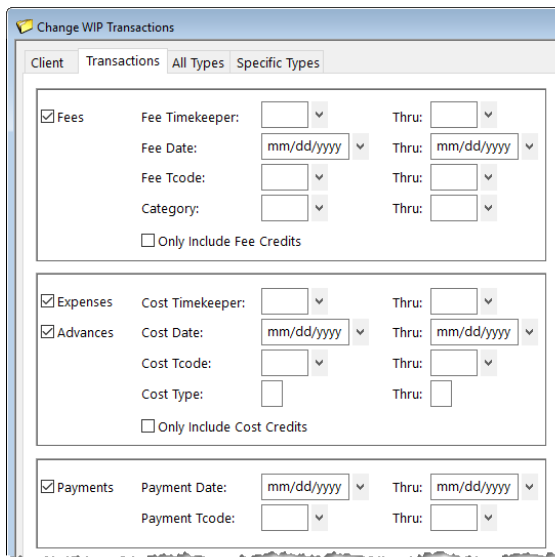 Change WIP Transactions
Client Transactions All Types Specific Types
Fees Fee Timekeeper: Thru:
Fee Date: mm/dd/yyyy Thru: mm/dd/yyyy
Fee Tcode: Thru:
Category: Thru:
Only Include Fee Credits
Expenses Cost Timekeeper: Thru:
Advances Cost Date: mm/dd/yyyy Thru: mm/dd/yyyy
Cost Tcode: Thru:
Cost Type: Thru:
Only Include Cost Credits
Payments Payment Date: mm/dd/yyyy Thru: mm/dd/yyyy
Payment Tcode: Thru: